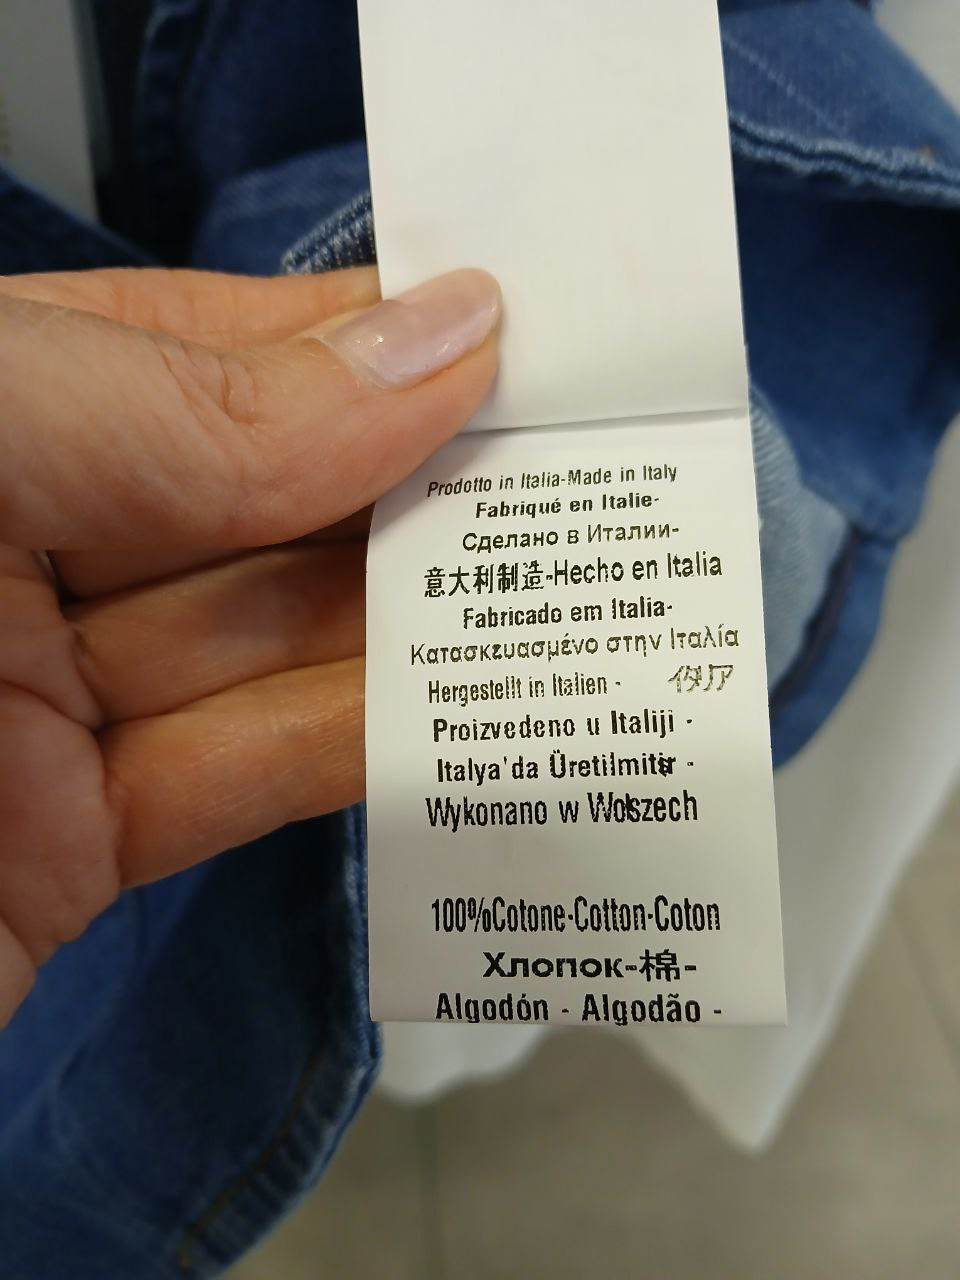 Prodotto in Italia-Made in Italy
Fabriqué en Italie-
Сделано в Италии-
意大利制造-Hecho en Italia
Fabricado em Italia-
Κατασκευασμένο στην Ιταλία
Hergestellt in Italien - イタリア
Proizvedeno u Italiji -
Italya'da -
Wykonano w
100%Cotone-Cotton-Coton
Хлопок-棉-
Algodón - Algodão -